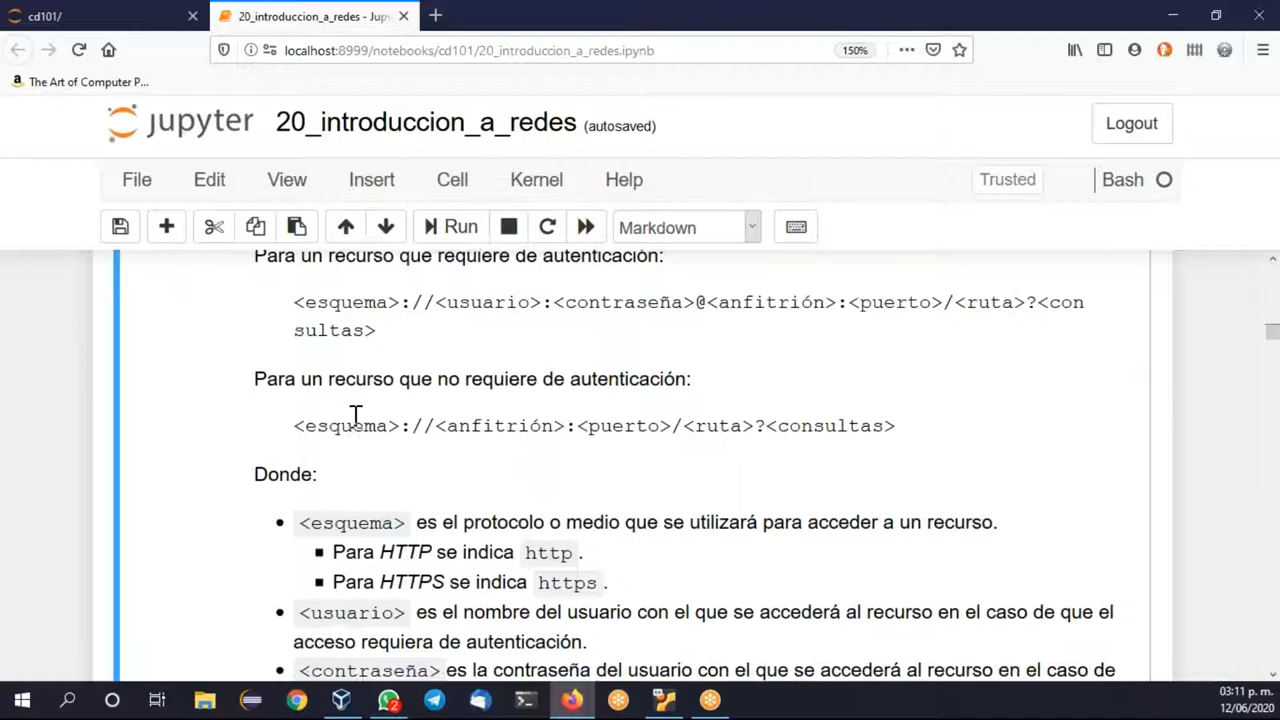 cd101/
20_introduccion_a_redes - Jup
localhost:8999/notebooks/cd101/20_introduccion_a_redes.ipynb
150%
The Art of Computer P...
jupyter
20_introduccion_a_redes (autosaved)
Logout
File Edit View Insert Cell Kernel Help
Trusted
Bash
Run
Markdown
Para un recurso que requiere de autenticación:
<esquema>://<usuario>:<contraseña>@<anfitrión>:<puerto>/<ruta>?<con
sultas>
Para un recurso que no requiere de autenticación:
<esquema>://<anfitrión>:<puerto>/<ruta>?<consultas>
Donde:
<esquema> es el protocolo o medio que se utilizará para acceder a un recurso.
Para HTTP se indica http.
Para HTTPS se indica https.
<usuario> es el nombre del usuario con el que se accederá al recurso en el caso de que el
acceso requiera de autenticación.
<contraseña> es la contraseña del usuario con el que se accederá al recurso en el caso de
2
03:11 p. m.
12/06/2020